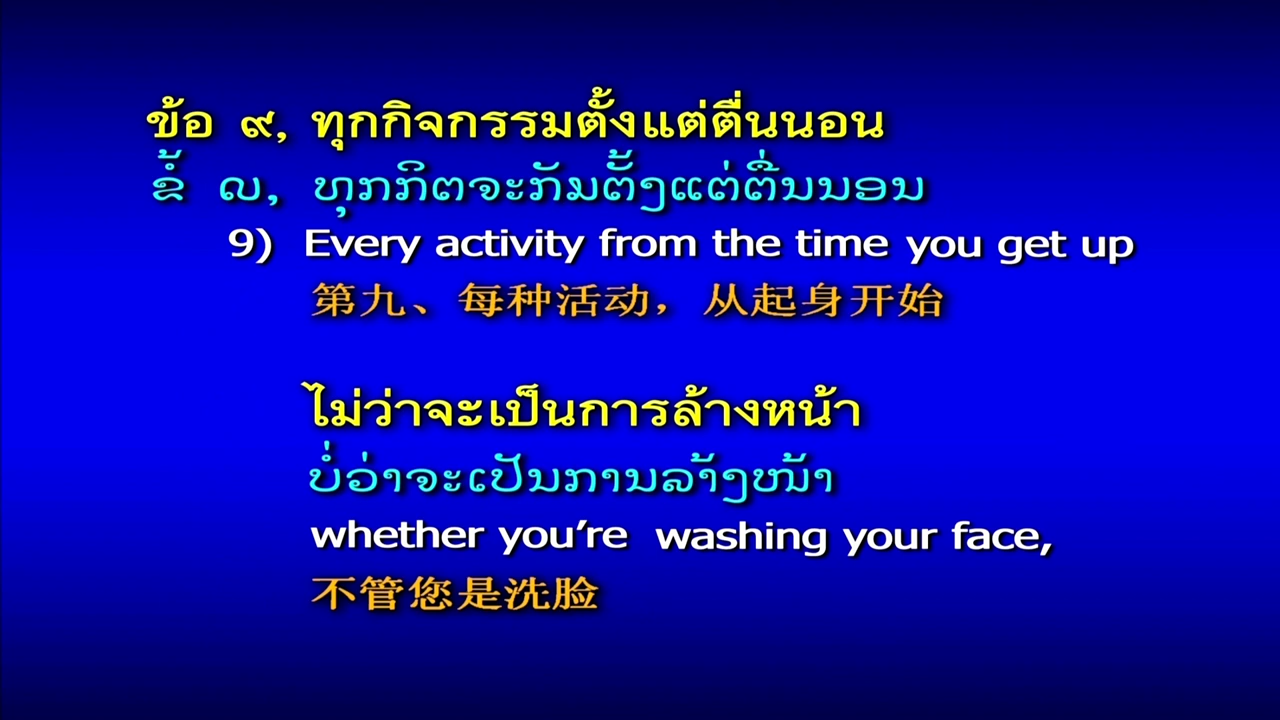 ข้อ ๙, ทุกกิจกรรมตั้งแต่ตื่นนอน
ຂໍ້ ໙, ທຸກກິຕຈະກັມຕັ້ງແຕ່ຕື່ນນອນ
9) Every activity from the time you get up
第九、每种活动，从起身开始
ไม่ว่าจะเป็นการล้างหน้า
ບໍ່ວ່າຈະເປັນການລ້າງໜ້າ
whether you’re washing your face,
不管您是洗脸